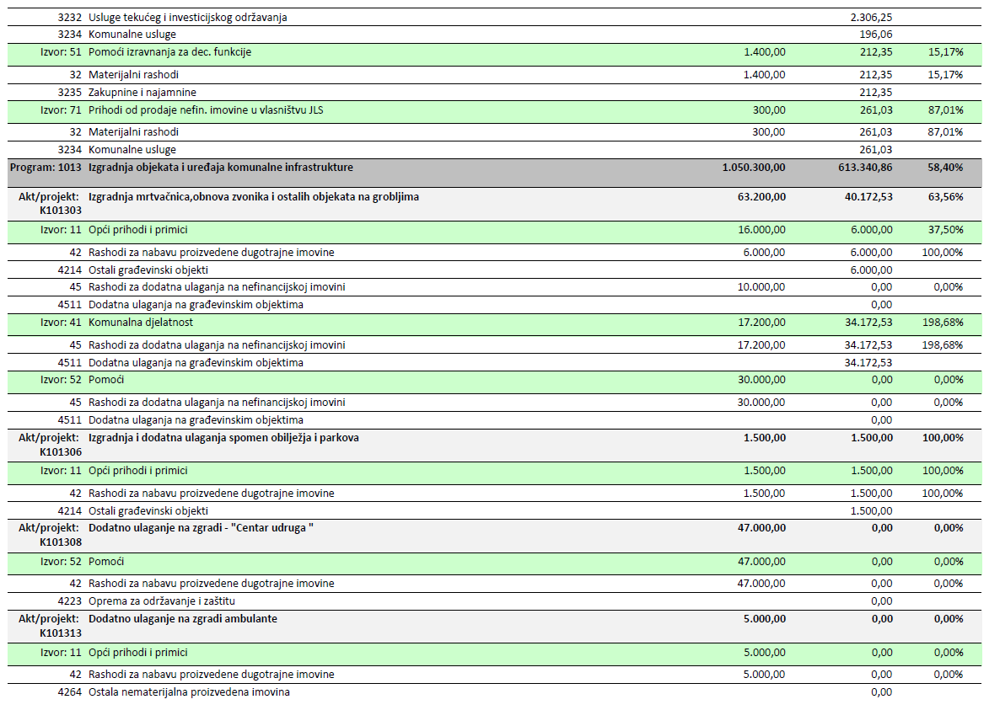 3232 Usluge tekućeg i investicijskog održavanja 2.306,25
3234 Komunalne usluge 196,06
Izvor: 51 Pomoći izravnanja za dec. funkcije 1.400,00 212,35 15,17%
32 Materijalni rashodi 1.400,00 212,35 15,17%
3235 Zakupnine i najamnine 212,35
Izvor: 71 Prihodi od prodaje nefin. imovine u vlasništvu JLS 300,00 261,03 87,01%
32 Materijalni rashodi 300,00 261,03 87,01%
3234 Komunalne usluge 261,03
Program: 1013 Izgradnja objekata i uređaja komunalne infrastrukture 1.050.300,00 613.340,86 58,40%
Akt/projekt: Izgradnja mrtvačnica,obnova zvonika i ostalih objekata na grobljima 63.200,00 40.172,53 63,56%
K101303
Izvor: 11 Opći prihodi i primici 16.000,00 6.000,00 37,50%
42 Rashodi za nabavu proizvedene dugotrajne imovine 6.000,00 6.000,00 100,00%
4214 Ostali građevinski objekti 6.000,00
45 Rashodi za dodatna ulaganja na nefinancijskoj imovini 10.000,00 0,00 0,00%
4511 Dodatna ulaganja na građevinskim objektima 0,00
Izvor: 41 Komunalna djelatnost 17.200,00 34.172,53 198,68%
45 Rashodi za dodatna ulaganja na nefinancijskoj imovini 17.200,00 34.172,53 198,68%
4511 Dodatna ulaganja na građevinskim objektima 34.172,53
Izvor: 52 Pomoći 30.000,00 0,00 0,00%
45 Rashodi za dodatna ulaganja na nefinancijskoj imovini 30.000,00 0,00 0,00%
4511 Dodatna ulaganja na građevinskim objektima 0,00
Akt/projekt: Izgradnja i dodatna ulaganja spomen obilježja i parkova 1.500,00 1.500,00 100,00%
K101306
Izvor: 11 Opći prihodi i primici 1.500,00 1.500,00 100,00%
42 Rashodi za nabavu proizvedene dugotrajne imovine 1.500,00 1.500,00 100,00%
4214 Ostali građevinski objekti 1.500,00
Akt/projekt: Dodatno ulaganje na zgradi - "Centar udruga " 47.000,00 0,00 0,00%
K101308
Izvor: 52 Pomoći 47.000,00 0,00 0,00%
42 Rashodi za nabavu proizvedene dugotrajne imovine 47.000,00 0,00 0,00%
4223 Oprema za održavanje i zaštitu 0,00
Akt/projekt: Dodatno ulaganje na zgradi ambulante 5.000,00 0,00 0,00%
K101313
Izvor: 11 Opći prihodi i primici 5.000,00 0,00 0,00%
42 Rashodi za nabavu proizvedene dugotrajne imovine 5.000,00 0,00 0,00%
4264 Ostala nematerijalna proizvedena imovina 0,00